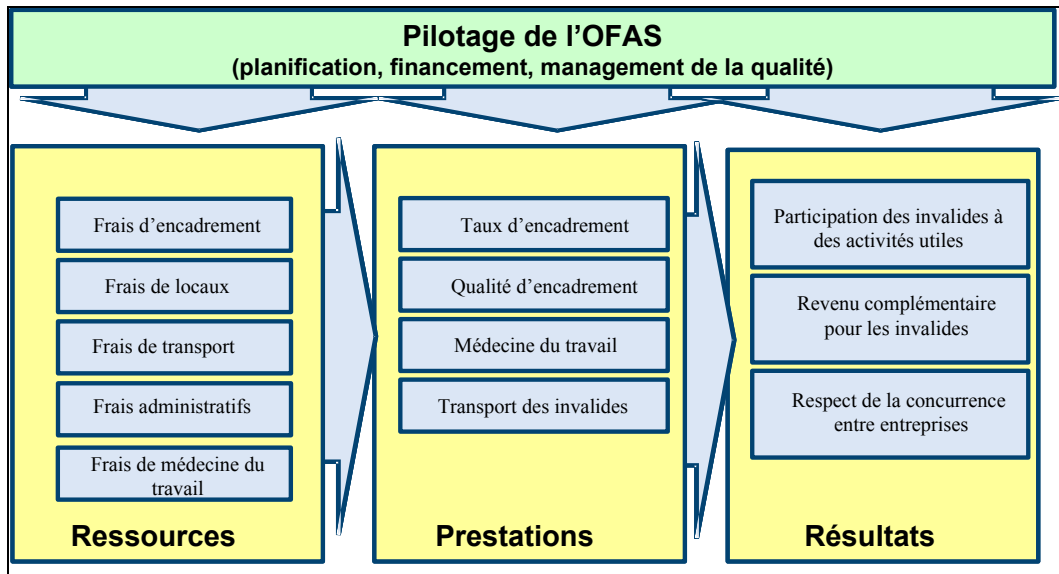 Pilotage de l'OFAS
(planification, financement, management de la qualité)
Frais d'encadrement
Frais de locaux
Frais de transport
Frais administratifs
Frais de médecine du
travail
Ressources
Taux d'encadrement
Qualité d'encadrement
Médecine du travail
Transport des invalides
Prestations
Participation des invalides à
des activités utiles
Revenu complémentaire
pour les invalides
Respect de la concurrence
entre entreprises
Résultats